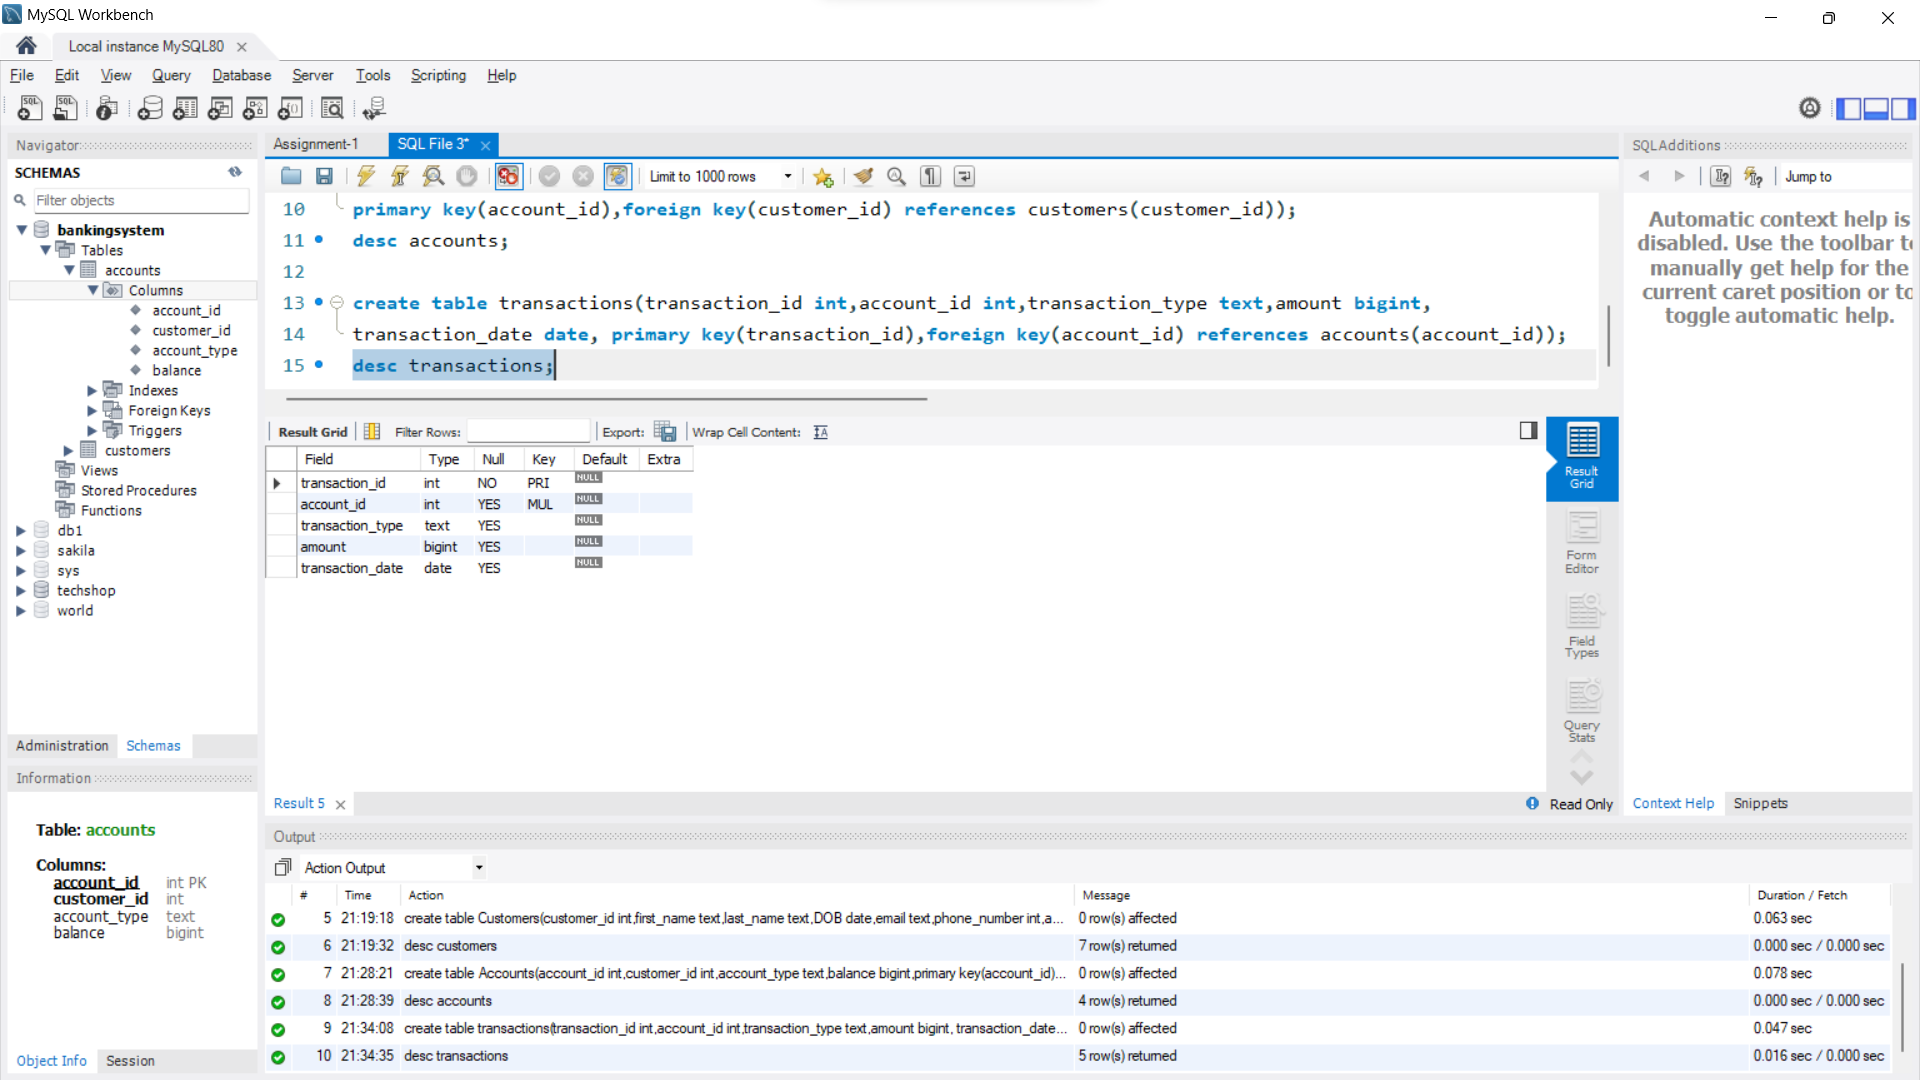 MySQL Workbench
Local instance MySQL80
File Edit View Query Database Server Tools Scripting Help
Navigator
SCHEMAS
Filter objects
bankingsystem
Tables
accounts
Columns
account_id
customer_id
account_type
balance
Indexes
Foreign Keys
Triggers
customers
Views
Stored Procedures
Functions
db1
sakila
sys
techshop
world
Administration Schemas
Information
Table: accounts
Columns:
account_id int PK
customer_id int
account_type text
balance bigint
Object Info Session
Assignment-1 SQL File 3*
Limit to 1000 rows
10 primary key(account_id),foreign key(customer_id) references customers(customer_id));
11 desc accounts;
12
13 create table transactions(transaction_id int,account_id int,transaction_type text,amount bigint,
14 transaction_date date, primary key(transaction_id),foreign key(account_id) references accounts(account_id));
15 desc transactions;
Result Grid Filter Rows: Export: Wrap Cell Content:
Field Type Null Key Default Extra
transaction_id int NO PRI NULL
account_id int YES MUL NULL
transaction_type text YES NULL
amount bigint YES NULL
transaction_date date YES NULL
Result
Grid
Form
Editor
Field
Types
Query
Stats
Result 5
Read Only
SQLAdditions
Jump to
Automatic context help is
disabled. Use the toolbar to
manually get help for the
current caret position or to
toggle automatic help.
Context Help Snippets
Output
Action Output
# Time Action Message Duration / Fetch
5 21:19:18 create table Customers(customer_id int,first_name text,last_name text,DOB date,email text,phone_number int,a... 0 row(s) affected 0.063 sec
6 21:19:32 desc customers 7 row(s) returned 0.000 sec / 0.000 sec
7 21:28:21 create table Accounts(account_id int,customer_id int,account_type text,balance bigint,primary key(account_id)... 0 row(s) affected 0.078 sec
8 21:28:39 desc accounts 4 row(s) returned 0.000 sec / 0.000 sec
9 21:34:08 create table transactions(transaction_id int,account_id int,transaction_type text,amount bigint, transaction_date... 0 row(s) affected 0.047 sec
10 21:34:35 desc transactions 5 row(s) returned 0.016 sec / 0.000 sec